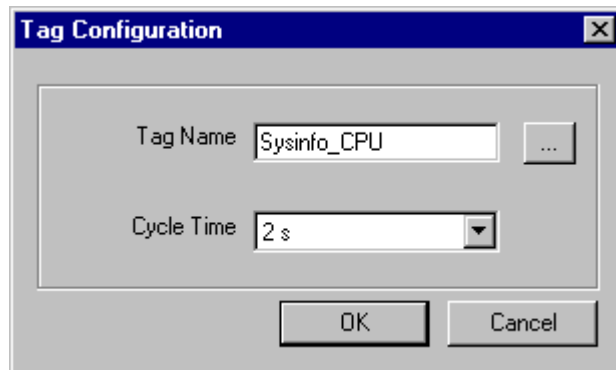 Tag Configuration
Tag Name Sysinfo_CPU ...
Cycle Time 2 s
OK Cancel